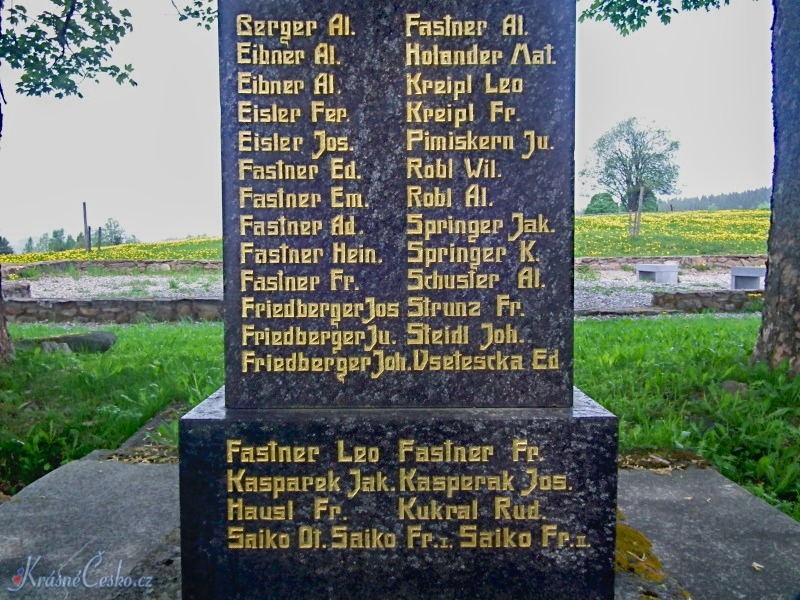 Berger Al. Fastner Al.
Eibner Al. Holander Mat.
Eibner Al. Kreipl Leo
Eisler Fer. Kreipl Fr.
Eisler Jos. Pimiskern Ju.
Fastner Ed. Robl Wil.
Fastner Em. Robl Al.
Fastner Ad. Springer Jak.
Fastner Hein. Springer K.
Fastner Fr. Schuster Al.
Friedberger Jos Strunz Fr.
Friedberger Ju. Steidl Joh.
Friedberger Joh. Vsetescka Ed
Fastner Leo Fastner Fr.
Kasparek Jak. Kasperak Jos.
Hausl Fr. Kukral Rud.
Saiko Ot. Saiko Fr.I. Saiko Fr.II.
KrásnéČesko.cz